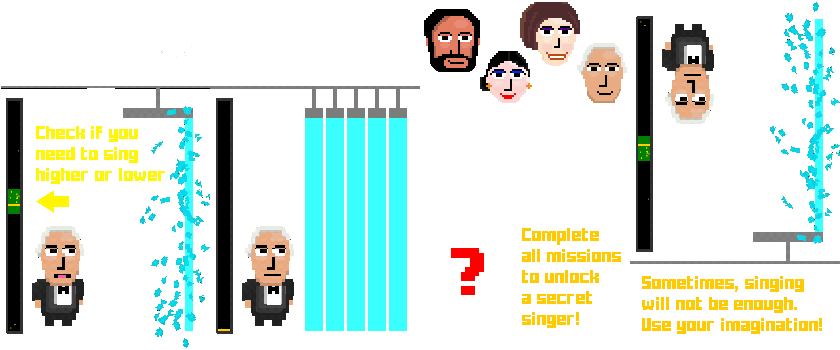 Check if you
need to sing
higher or lower
?
Complete
all missions
to unlock
a secret
singer!
Sometimes, singing
will not be enough.
Use your imagination!